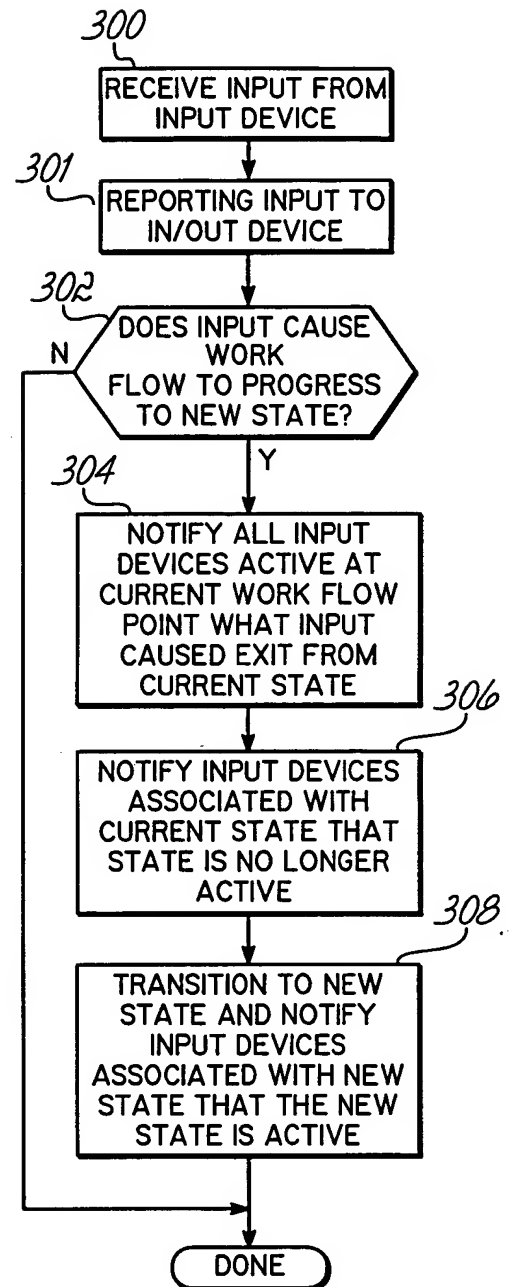 300
RECEIVE INPUT FROM
INPUT DEVICE
301
REPORTING INPUT TO
IN/OUT DEVICE
302
DOES INPUT CAUSE
WORK
FLOW TO PROGRESS
TO NEW STATE?
N
Y
304
NOTIFY ALL INPUT
DEVICES ACTIVE AT
CURRENT WORK FLOW
POINT WHAT INPUT
CAUSED EXIT FROM
CURRENT STATE
306
NOTIFY INPUT DEVICES
ASSOCIATED WITH
CURRENT STATE THAT
STATE IS NO LONGER
ACTIVE
308
TRANSITION TO NEW
STATE AND NOTIFY
INPUT DEVICES
ASSOCIATED WITH NEW
STATE THAT THE NEW
STATE IS ACTIVE
DONE